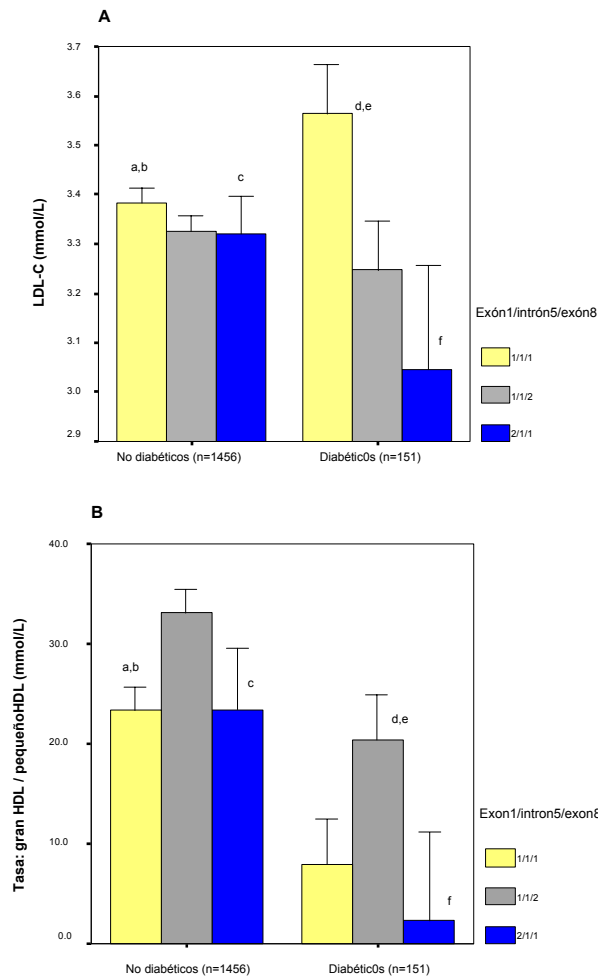 A
3.7
3.6
3.5
3.4
3.3
3.2
3.1
3.0
2.9
LDL-C (mmol/L)
a,b
c
d,e
f
No diabéticos (n=1456)
Diabétic0s (n=151)
Exón1/intrón5/exón8
1/1/1
1/1/2
2/1/1
B
40.0
30.0
20.0
10.0
0.0
Tasa: gran HDL / pequeñoHDL (mmol/L)
a,b
c
d,e
f
No diabéticos (n=1456)
Diabétic0s (n=151)
Exon1/intron5/exon8
1/1/1
1/1/2
2/1/1